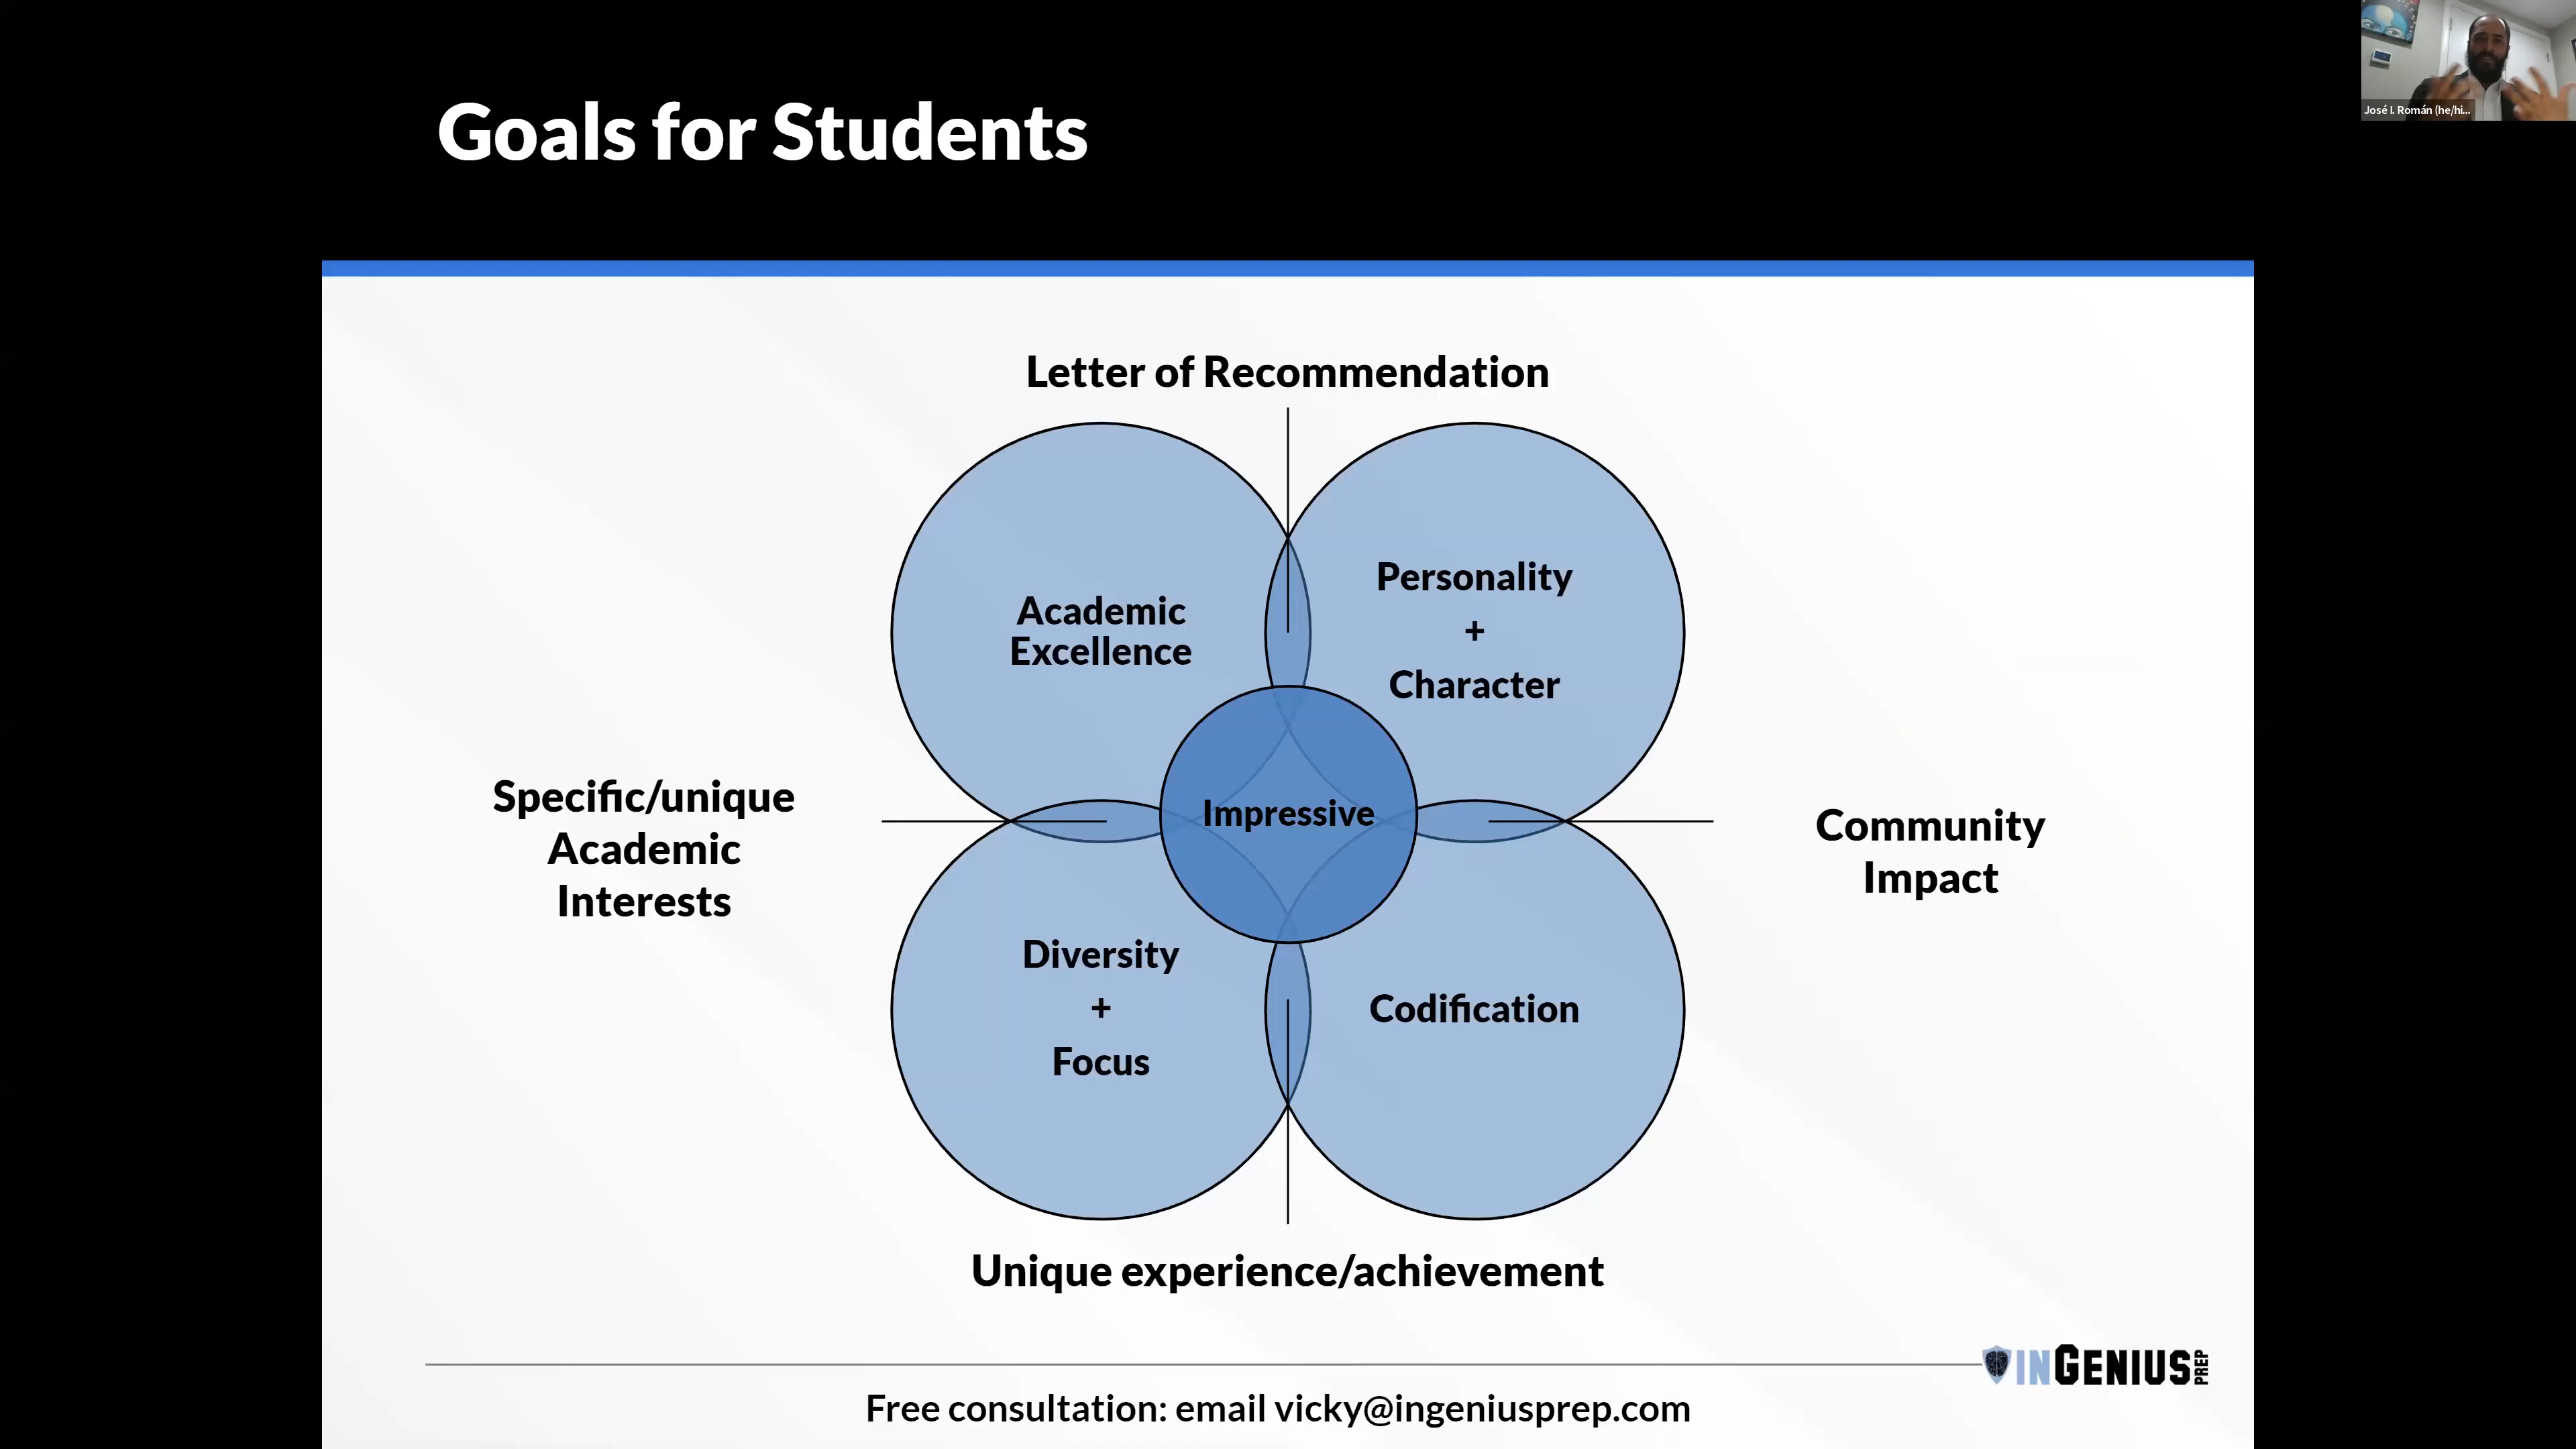 Goals for Students
José I. Román (he/hi...
Letter of Recommendation
Academic
Excellence
Personality
+
Character
Specific/unique
Academic
Interests
Impressive
Community
Impact
Diversity
+
Focus
Codification
Unique experience/achievement
INGENIUS PREP
Free consultation: email vicky@ingeniusprep.com